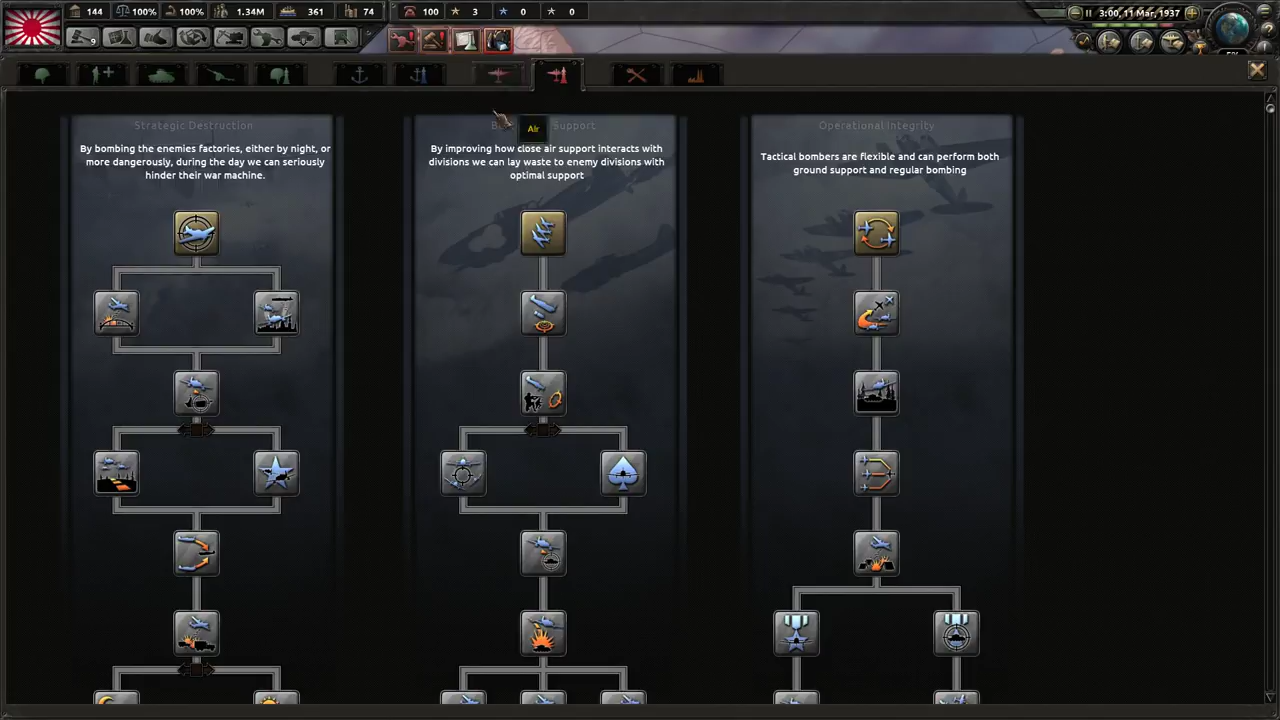 144 100% 100% 1.34M 361 74 100 3 0 0 3:00, 11 Mar, 1937
9
Air
Strategic Destruction
By bombing the enemies factories, either by night, or
more dangerously, during the day we can seriously
hinder their war machine.
Support
By improving how close air support interacts with
divisions we can lay waste to enemy divisions with
optimal support
Operational Integrity
Tactical bombers are flexible and can perform both
ground support and regular bombing